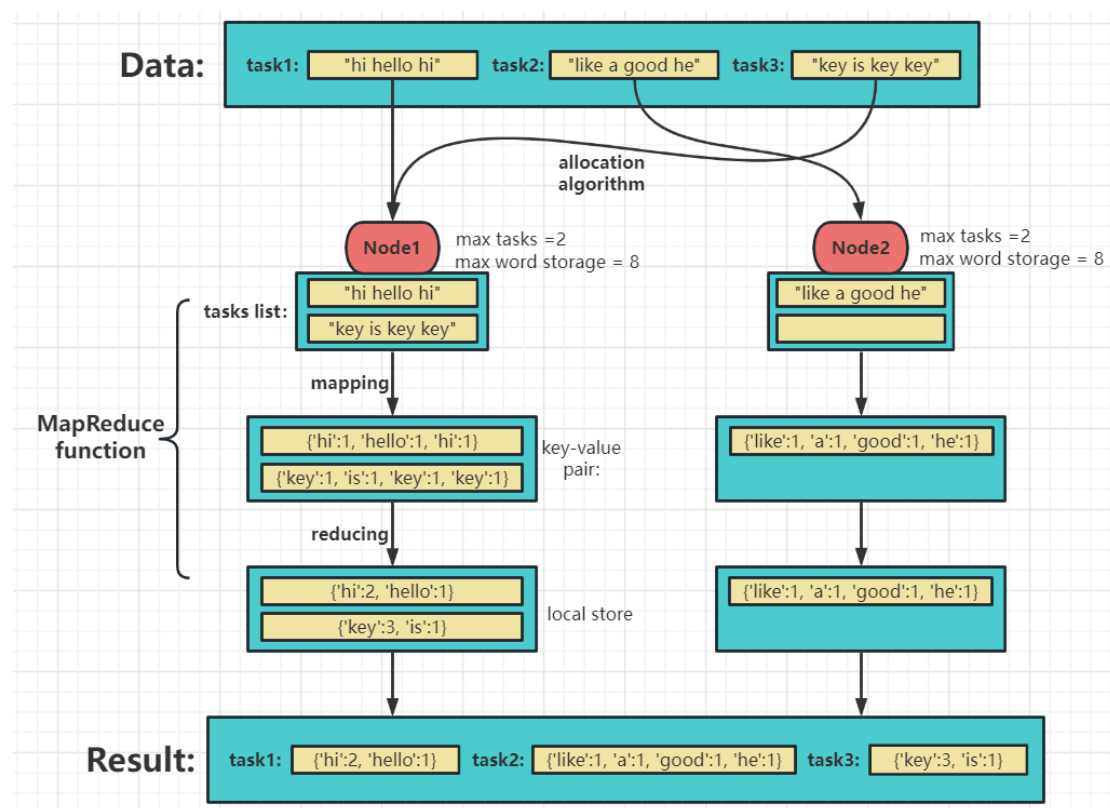 Data:
task1: "hi hello hi" task2: "like a good he" task3: "key is key key"
allocation
algorithm
Node1
max tasks =2
max word storage = 8
Node2
max tasks =2
max word storage = 8
tasks list:
"hi hello hi"
"key is key key"
"like a good he"
mapping
MapReduce
function
{'hi':1, 'hello':1, 'hi':1}
{'key':1, 'is':1, 'key':1, 'key':1}
key-value
pair:
{'like':1, 'a':1, 'good':1, 'he':1}
reducing
{'hi':2, 'hello':1}
{'key':3, 'is':1}
local store
{'like':1, 'a':1, 'good':1, 'he':1}
Result:
task1: {'hi':2, 'hello':1} task2: {'like':1, 'a':1, 'good':1, 'he':1} task3: {'key':3, 'is':1}